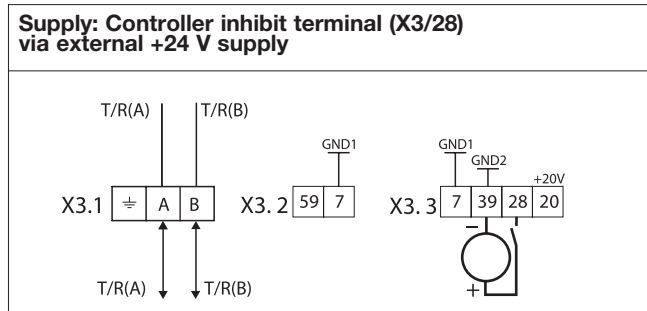 Supply: Controller inhibit terminal (X3/28)
via external +24 V supply
T/R(A) T/R(B)
GND1
GND1
GND2
+20V
X3.1 ⏚ A B
X3. 2 59 7
X3. 3 7 39 28 20
–
+
T/R(A) T/R(B)